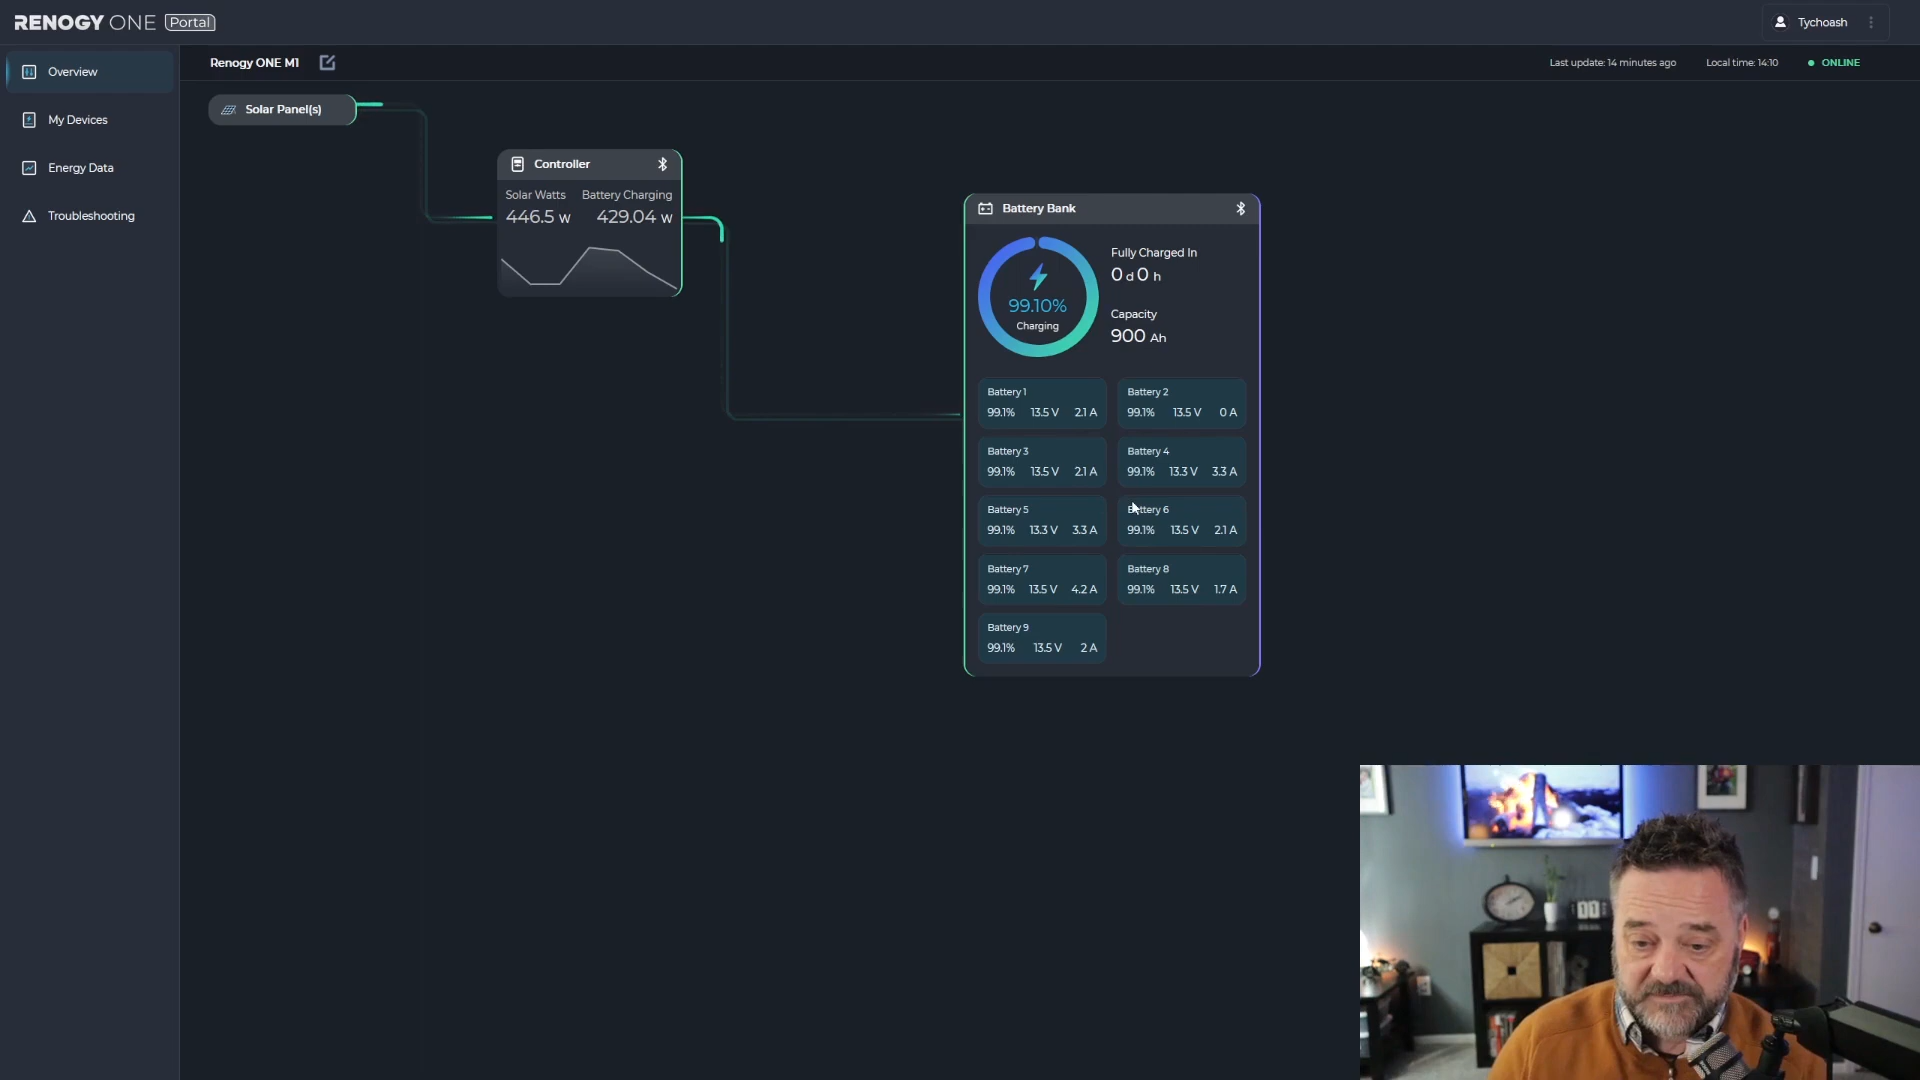 RENOGY ONE Portal
Tychoash
Overview
My Devices
Energy Data
Troubleshooting
Renogy ONE M1
Last update: 14 minutes ago
Local time: 14:10
ONLINE
Solar Panel(s)
Controller
Solar Watts Battery Charging
446.5 W 429.04 W
Battery Bank
99.10%
Charging
Fully Charged In
0 d 0 h
Capacity
900 Ah
Battery 1
99.1% 13.5 V 2.1 A
Battery 2
99.1% 13.5 V 0 A
Battery 3
99.1% 13.5 V 2.1 A
Battery 4
99.1% 13.3 V 3.3 A
Battery 5
99.1% 13.3 V 3.3 A
Battery 6
99.1% 13.5 V 2.1 A
Battery 7
99.1% 13.5 V 4.2 A
Battery 8
99.1% 13.5 V 1.7 A
Battery 9
99.1% 13.5 V 2 A